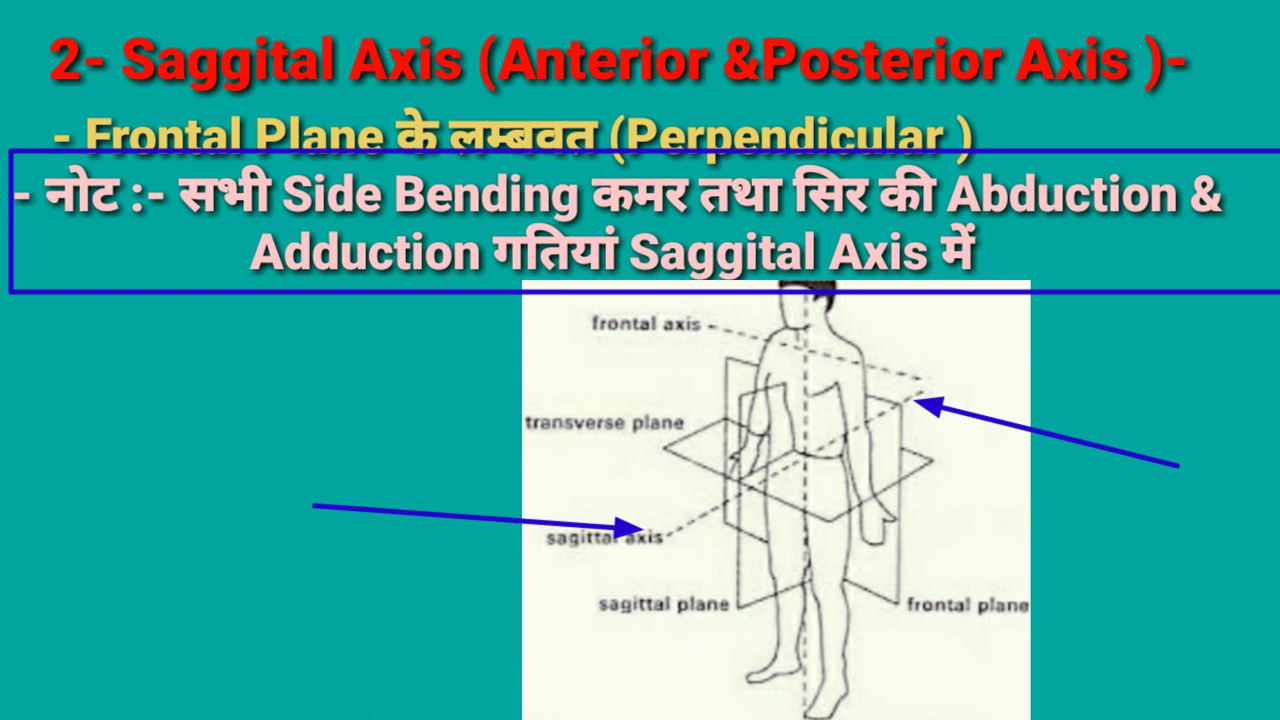 2- Saggital Axis (Anterior &Posterior Axis )-
- Frontal Plane के लम्बवत (Perpendicular )
- नोट :- सभी Side Bending कमर तथा सिर की Abduction &
Adduction गतियां Saggital Axis में
frontal axis
transverse plane
sagittal axis
sagittal plane
frontal plane